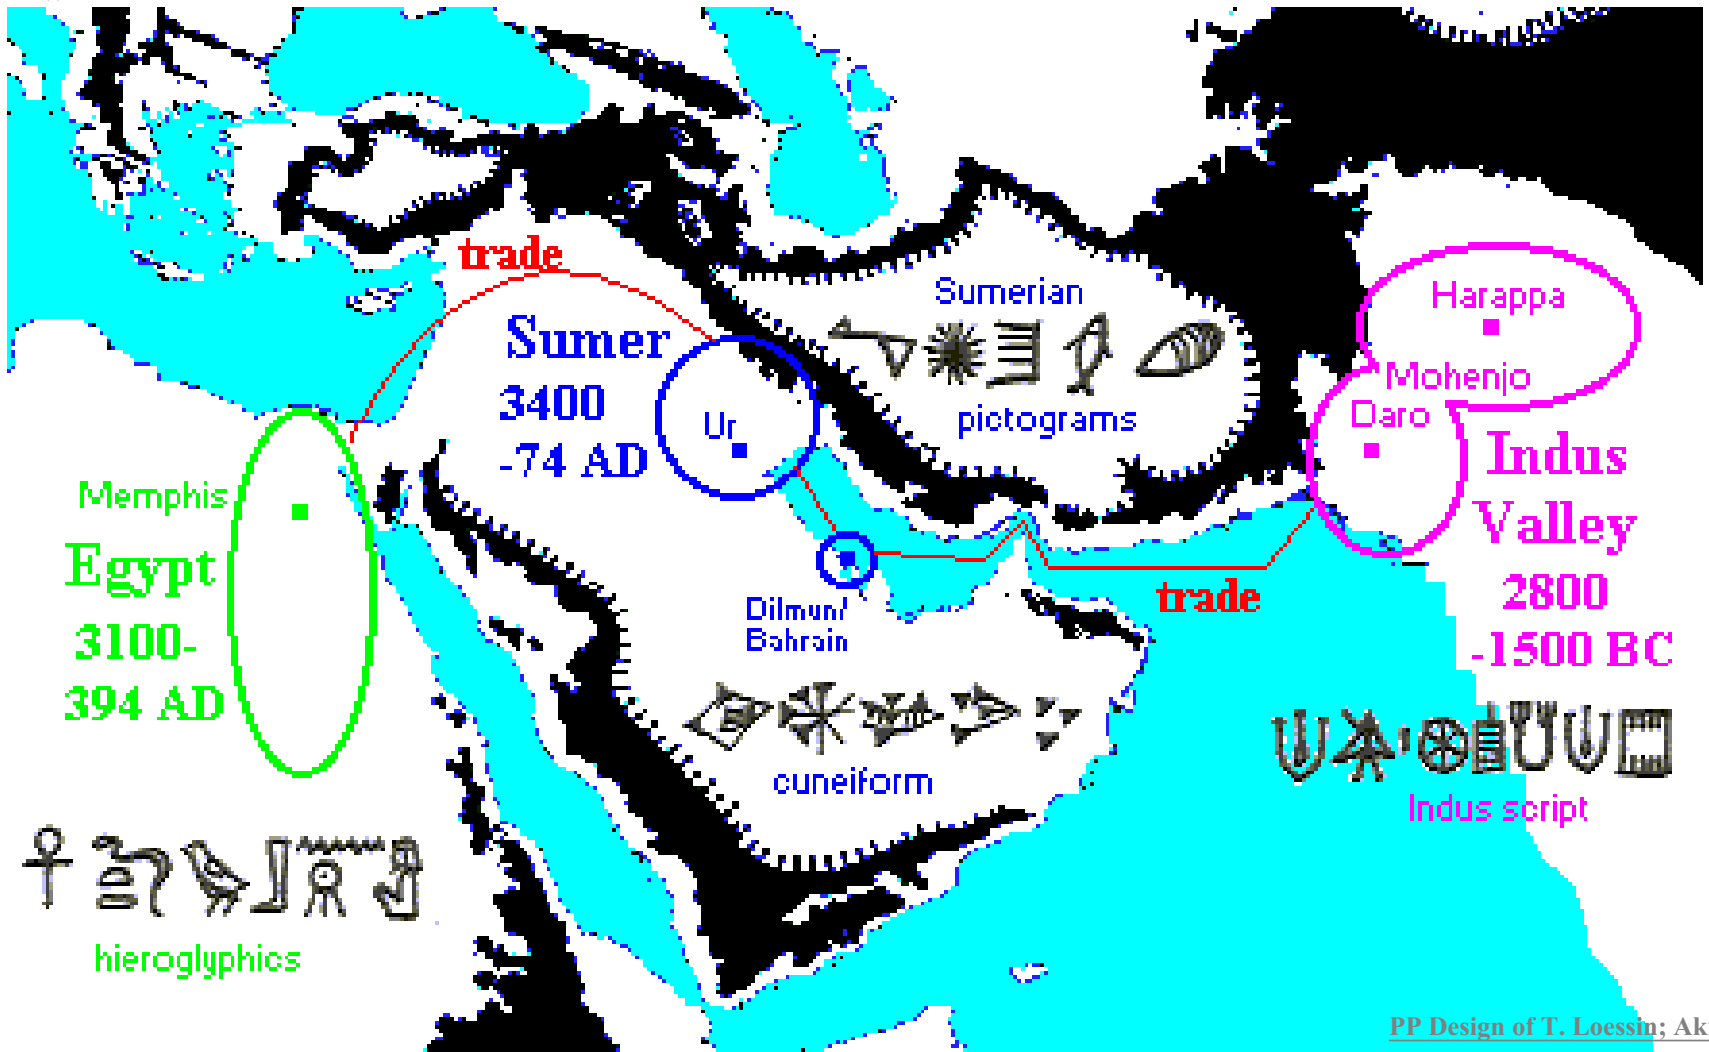 trade
Sumerian
Harappa
Sumer
3400
-74 AD
Ur
pictograms
Mohenjo
Daro
Indus
Valley
2800
-1500 BC
Memphis
Egypt
3100-
394 AD
Dilmun/
Bahrain
trade
cuneiform
Indus script
hieroglyphics
PP Design of T. Loessin; Ak